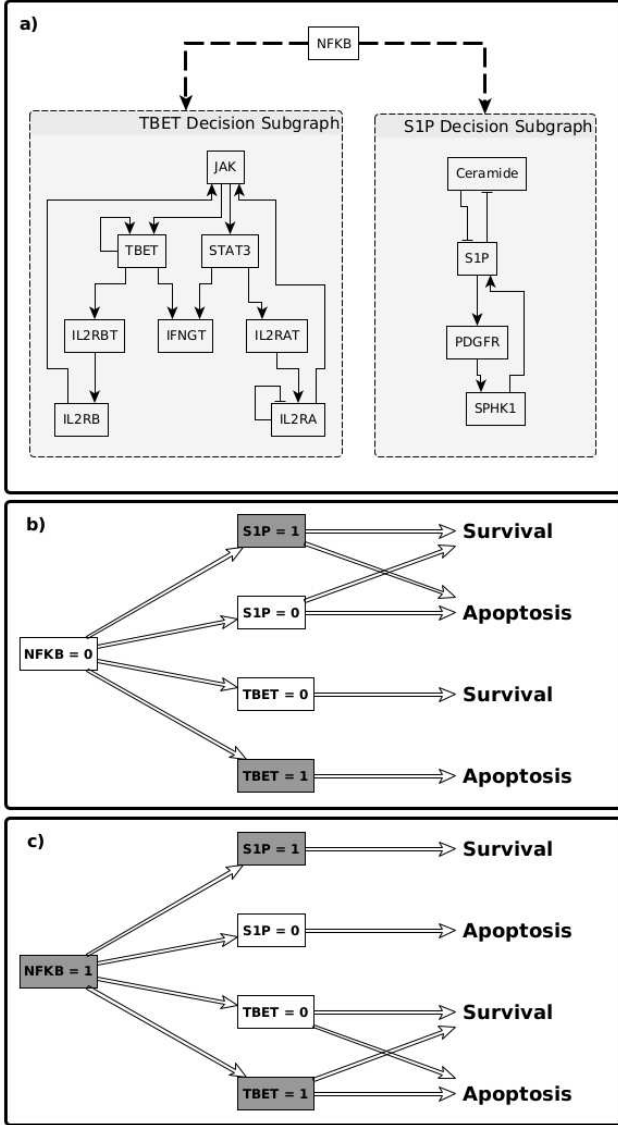 a)
NFKB
TBET Decision Subgraph
S1P Decision Subgraph
JAK
Ceramide
TBET
STAT3
S1P
IL2RBT
IFNGT
IL2RAT
PDGFR
IL2RB
IL2RA
SPHK1
b)
S1P = 1
Survival
S1P = 0
Apoptosis
NFKB = 0
TBET = 0
Survival
TBET = 1
Apoptosis
c)
S1P = 1
Survival
S1P = 0
Apoptosis
NFKB = 1
TBET = 0
Survival
TBET = 1
Apoptosis